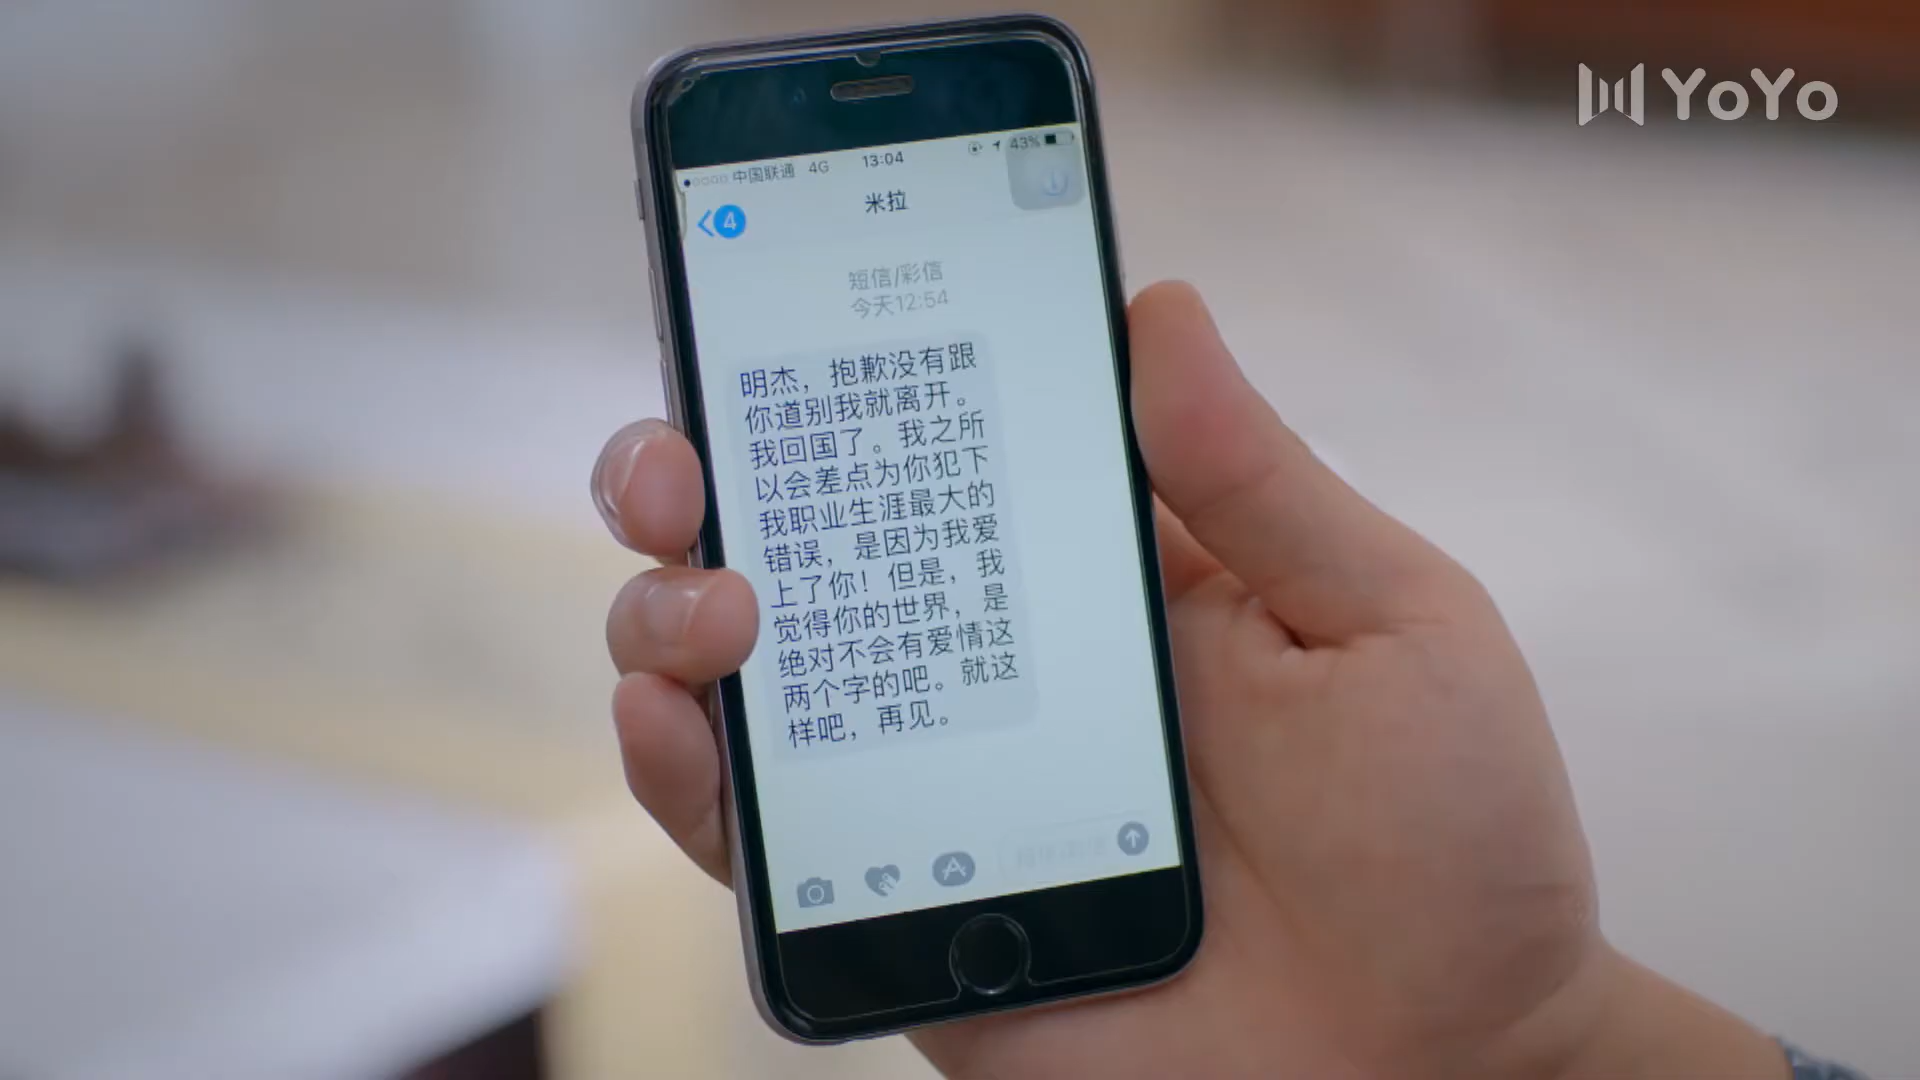 YoYo
中国联通 4G 13:04 43%
4 米拉
短信/彩信
今天12:54
明杰，抱歉没有跟
你道别我就离开。
我回国了。我之所
以会差点为你犯下
我职业生涯最大的
错误，是因为我爱
上了你！但是，我
觉得你的世界，是
绝对不会有爱情这
两个字的吧。就这
样吧，再见。